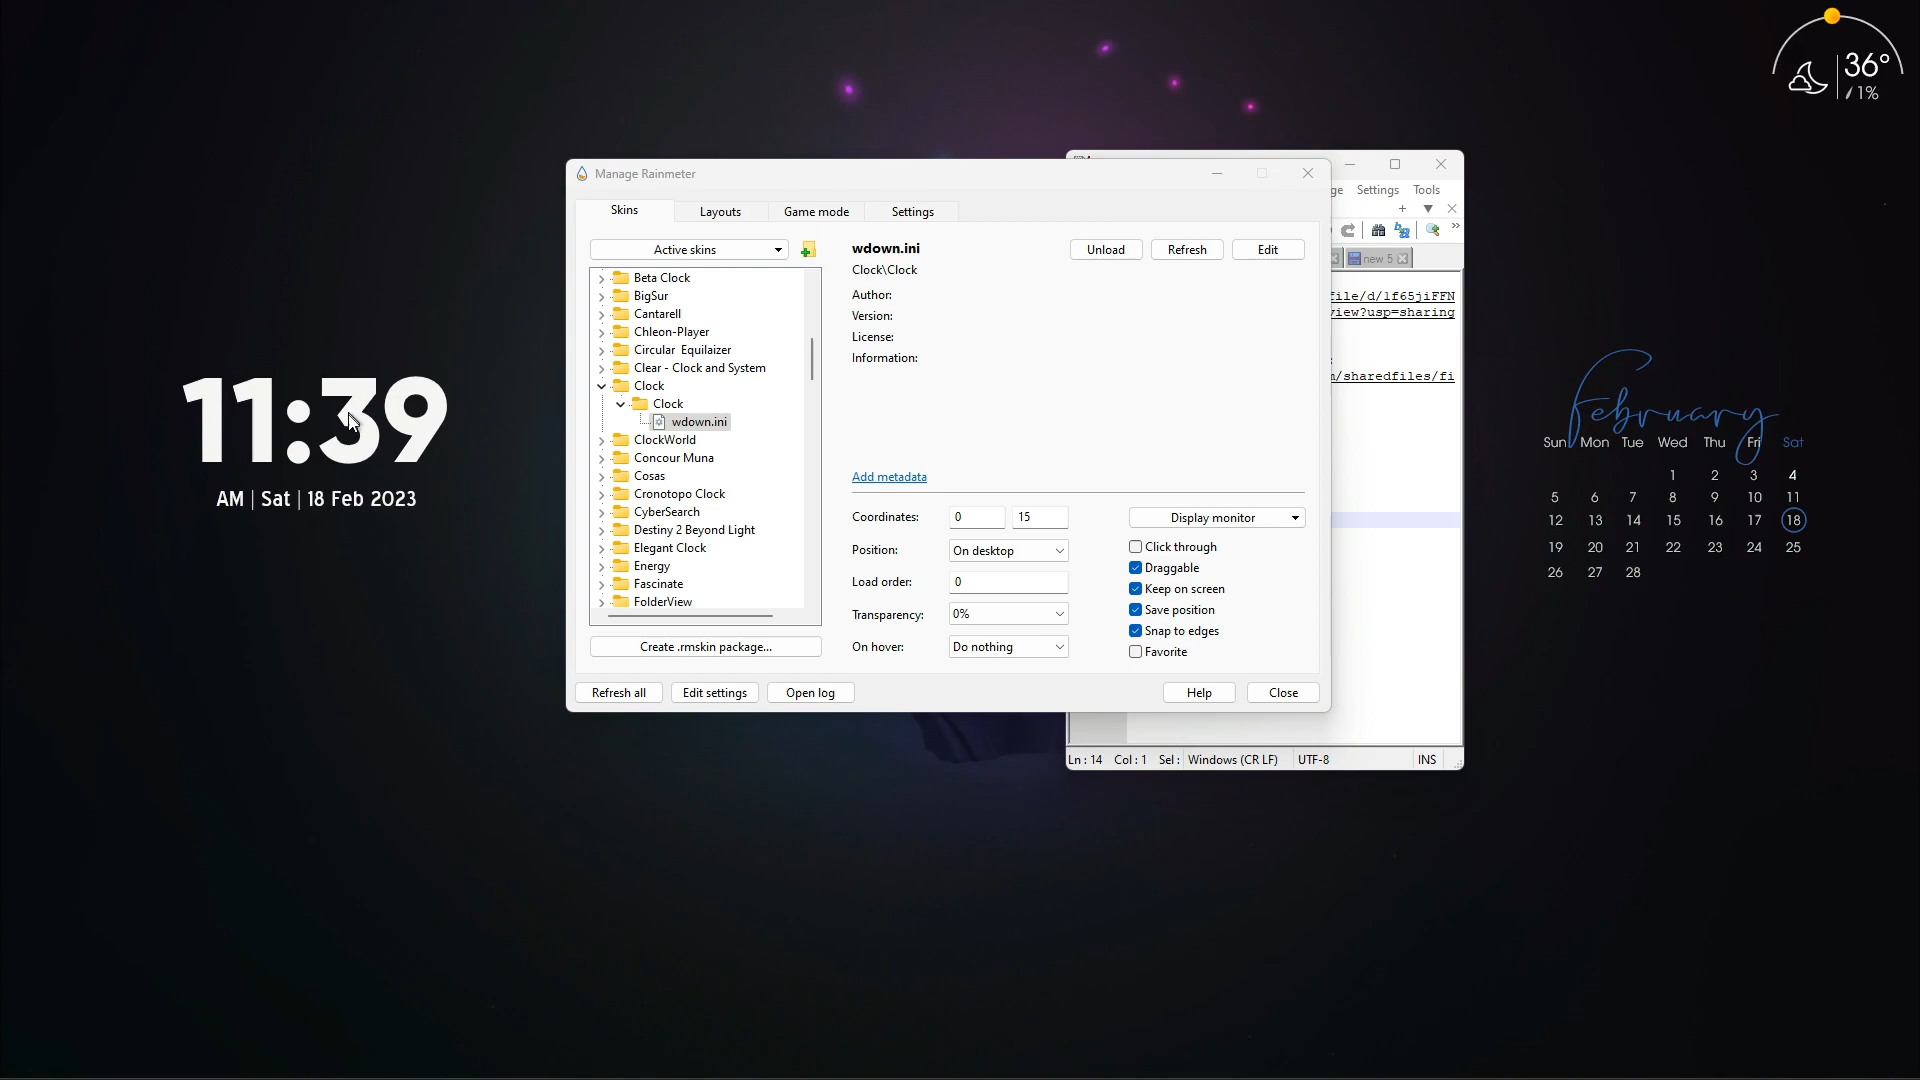 36°
1%
Manage Rainmeter
Skins
Layouts
Game mode
Settings
Active skins
Beta Clock
BigSur
Cantarell
Chleon-Player
Circular Equilaizer
Clear - Clock and System
Clock
Clock
wdown.ini
ClockWorld
Concour Muna
Cosas
Cronotopo Clock
CyberSearch
Destiny 2 Beyond Light
Elegant Clock
Energy
Fascinate
FolderView
Create .rmskin package...
wdown.ini
Unload
Refresh
Edit
Clock\Clock
Author:
Version:
License:
Information:
Add metadata
Coordinates: 0 15
Position: On desktop
Load order: 0
Transparency: 0%
On hover: Do nothing
Display monitor
Click through
Draggable
Keep on screen
Save position
Snap to edges
Favorite
Refresh all
Edit settings
Open log
Help
Close
ge Settings Tools
new 5
file/d/1f65jiFFN
view?usp=sharing
m/sharedfiles/fi
Ln: 14 Col: 1 Sel: Windows (CR LF) UTF-8 INS
11:39
AM | Sat | 18 Feb 2023
February
Sun Mon Tue Wed Thu Fri Sat
1 2 3 4
5 6 7 8 9 10 11
12 13 14 15 16 17 18
19 20 21 22 23 24 25
26 27 28